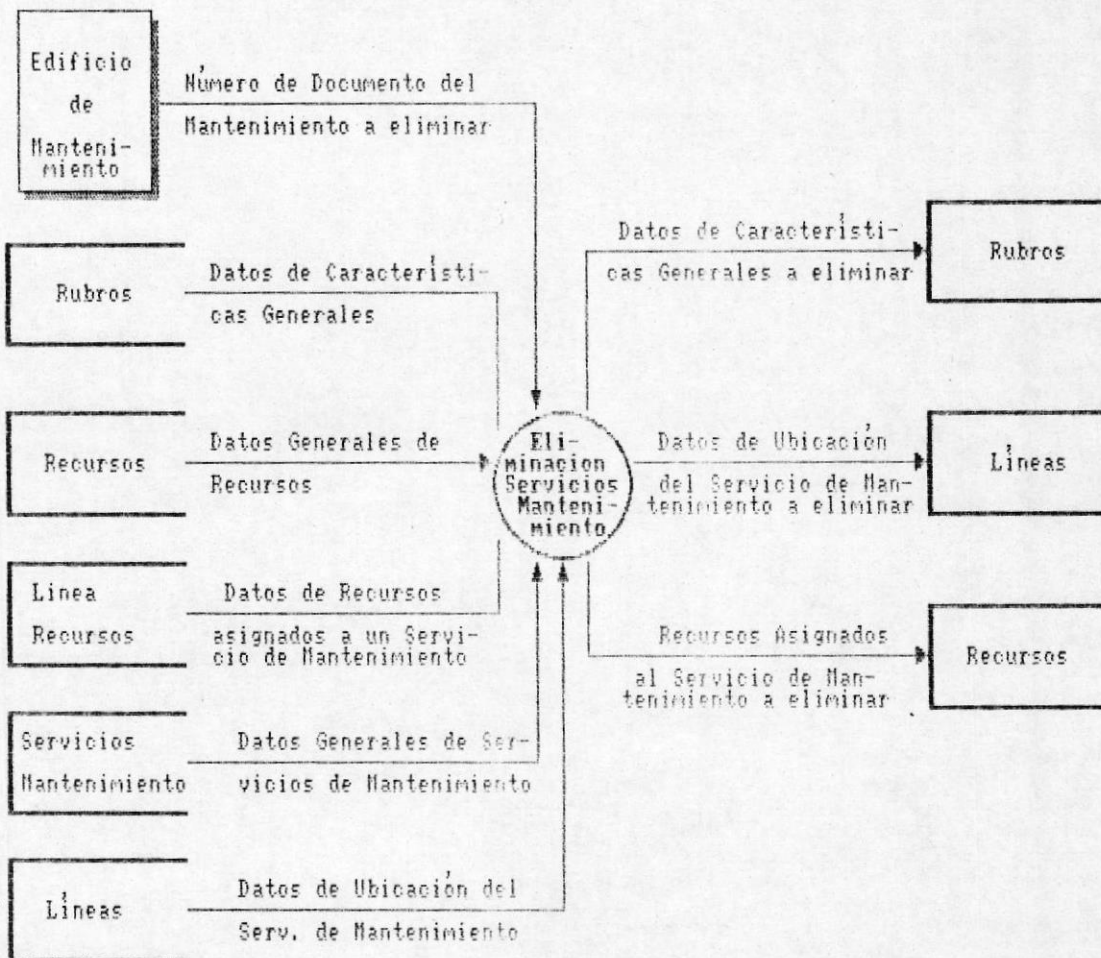 Edificio
de
Manteni-
miento
Número de Documento del
Mantenimiento a eliminar
Rubros
Datos de Característi-
cas Generales
Recursos
Datos Generales de
Recursos
Linea
Recursos
Datos de Recursos
asignados a un Servi-
cio de Mantenimiento
Servicios
Mantenimiento
Datos Generales de Ser-
vicios de Mantenimiento
Líneas
Datos de Ubicación del
Serv. de Mantenimiento
Eli-
minacion
Servicios
Manteni-
miento
Datos de Característi-
cas Generales a eliminar
Rubros
Datos de Ubicación
del Servicio de Man-
tenimiento a eliminar
Líneas
Recursos Asignados
al Servicio de Man-
tenimiento a eliminar
Recursos